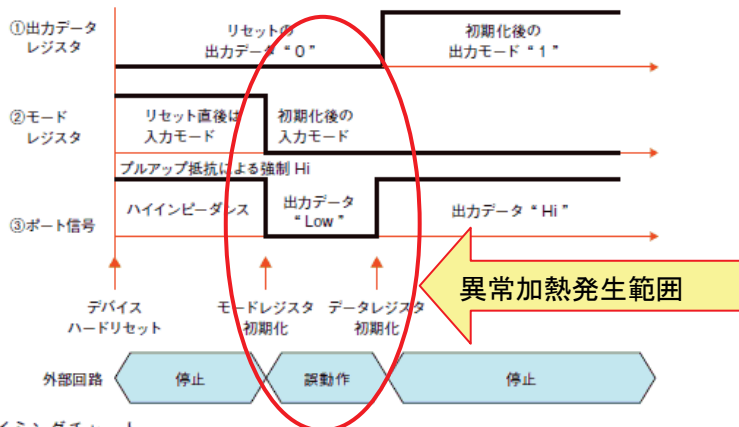 ①出力データ
レジスタ
リセットの
出力データ“0”
初期化後の
出力モード“1”
②モード
レジスタ
リセット直後は
入力モード
初期化後の
入力モード
プルアップ抵抗による強制 Hi
③ポート信号
ハイインピーダンス
出力データ
“Low”
出力データ“Hi”
異常加熱発生範囲
デバイス
ハードリセット
モードレジスタ
初期化
データレジスタ
初期化
外部回路
停止
誤動作
停止
イミングチャート